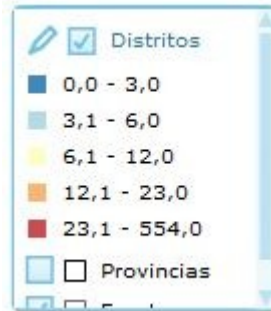 Distritos
0,0 - 3,0
3,1 - 6,0
6,1 - 12,0
12,1 - 23,0
23,1 - 554,0
Provincias